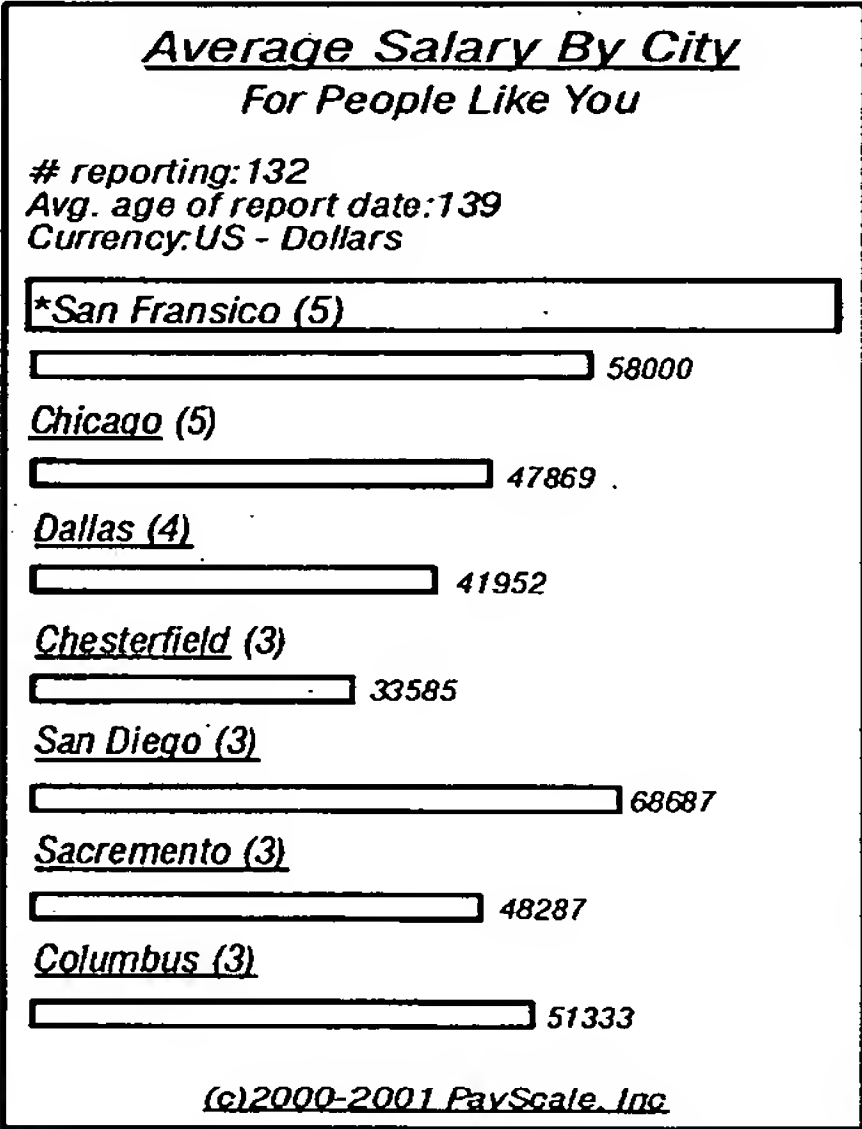 Average Salary By City
For People Like You
# reporting:132
Avg. age of report date:139
Currency:US - Dollars
*San Fransico (5)
58000
Chicago (5)
47869
Dallas (4)
41952
Chesterfield (3)
33585
San Diego (3)
68687
Sacremento (3)
48287
Columbus (3)
51333
(c)2000-2001 PayScale, Inc